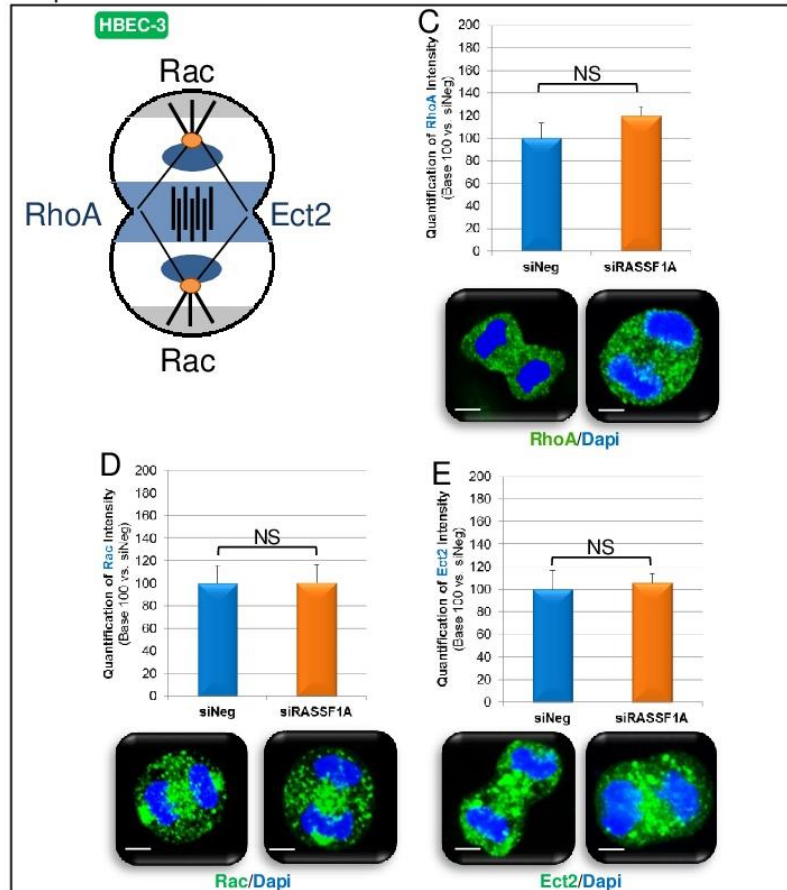 HBEC-3
Rac
RhoA
Ect2
Rac
C
Quantification of RhoA Intensity
(Base 100 vs. siNeg)
200
180
160
140
120
100
80
60
40
20
0
NS
siNeg
siRASSF1A
RhoA/Dapi
D
Quantification of Rac Intensity
(Base 100 vs. siNeg)
200
180
160
140
120
100
80
60
40
20
0
NS
siNeg
siRASSF1A
Rac/Dapi
E
Quantification of Ect2 Intensity
(Base 100 vs. siNeg)
200
180
160
140
120
100
80
60
40
20
0
NS
siNeg
siRASSF1A
Ect2/Dapi